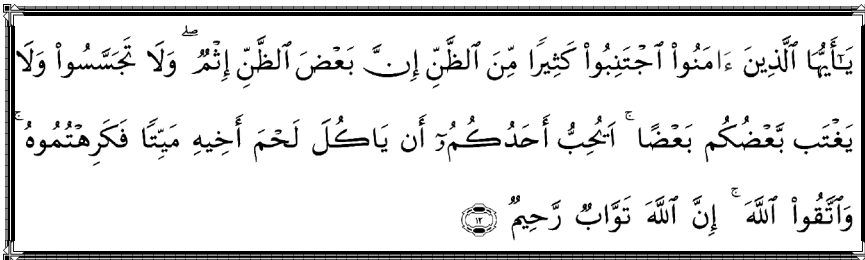 يَٰٓأَيُّهَا ٱلَّذِينَ ءَامَنُوا۟ ٱجْتَنِبُوا۟ كَثِيرًا مِّنَ ٱلظَّنِّ إِنَّ بَعْضَ ٱلظَّنِّ إِثْمٌ ۖ وَلَا تَجَسَّسُوا۟ وَلَا
يَغْتَب بَّعْضُكُم بَعْضًا ۚ اَيُحِبُّ أَحَدُكُمُۥٓ أَن يَاكُلَ لَحْمَ أَخِيهِ مَيِّتًا فَكَرِهْتُمُوهُ ۚ
وَٱتَّقُوا۟ ٱللَّهَ ۚ إِنَّ ٱللَّهَ تَوَّابٌ رَّحِيمٌ ١٢